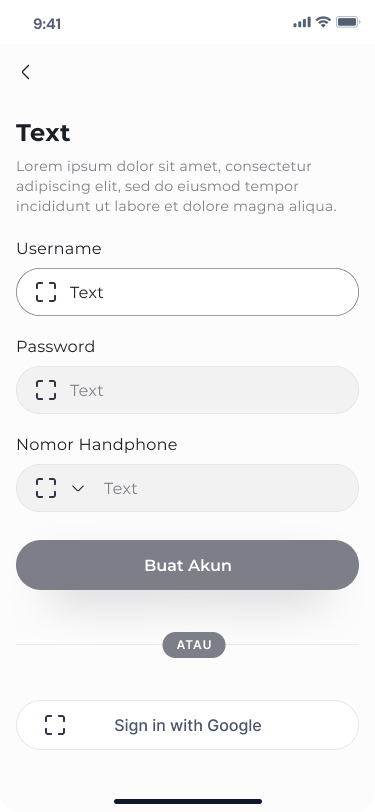 9:41
Text
Lorem ipsum dolor sit amet, consectetur
adipiscing elit, sed do eiusmod tempor
incididunt ut labore et dolore magna aliqua.
Username
Text
Password
Text
Nomor Handphone
Text
Buat Akun
ATAU
Sign in with Google